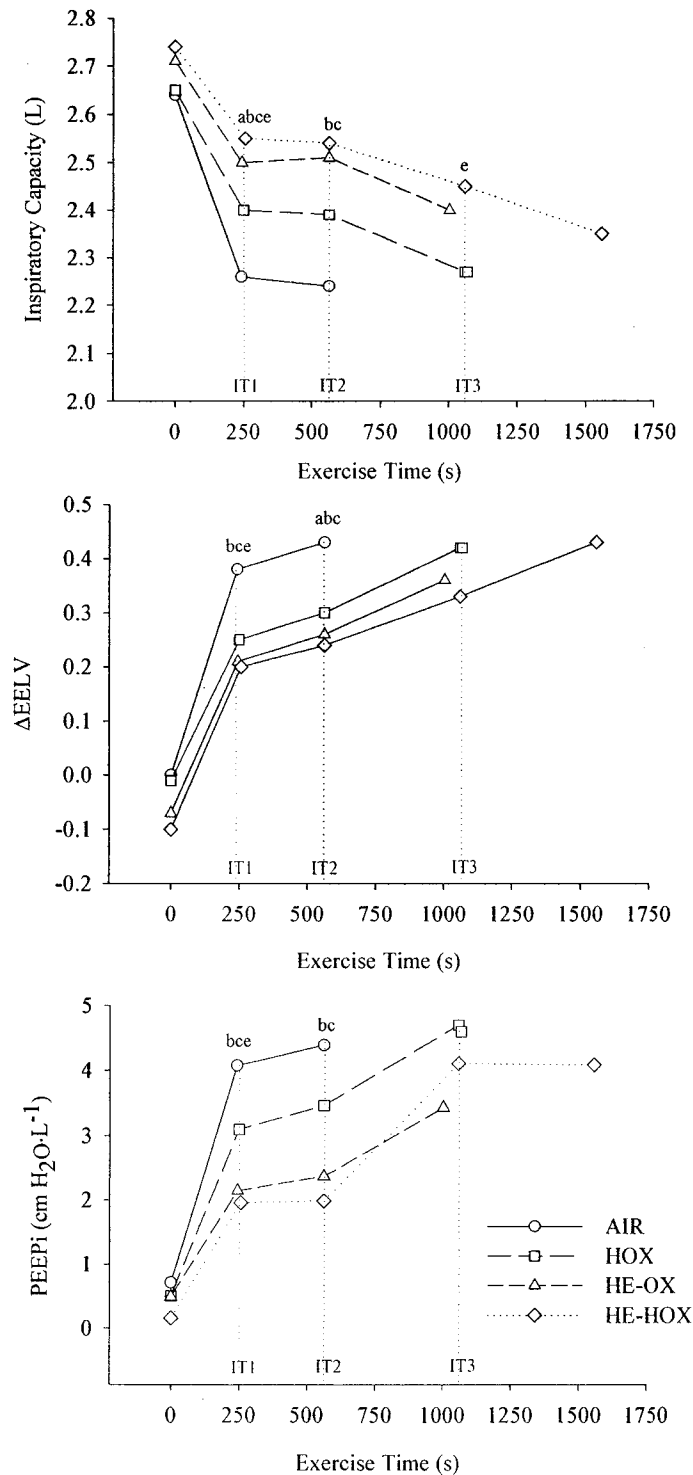 2.8
2.7
2.6
2.5
2.4
2.3
2.2
2.1
2.0
Inspiratory Capacity (L)
abce
bc
e
IT1
IT2
IT3
0 250 500 750 1000 1250 1500 1750
Exercise Time (s)
0.5
0.4
0.3
0.2
0.1
0.0
-0.1
-0.2
ΔEELV
bce
abc
IT1
IT2
IT3
0 250 500 750 1000 1250 1500 1750
Exercise Time (s)
5
4
3
2
1
0
PEEPi (cm H2O·L-1)
bce
bc
AIR
HOX
HE-OX
HE-HOX
IT1
IT2
IT3
0 250 500 750 1000 1250 1500 1750
Exercise Time (s)